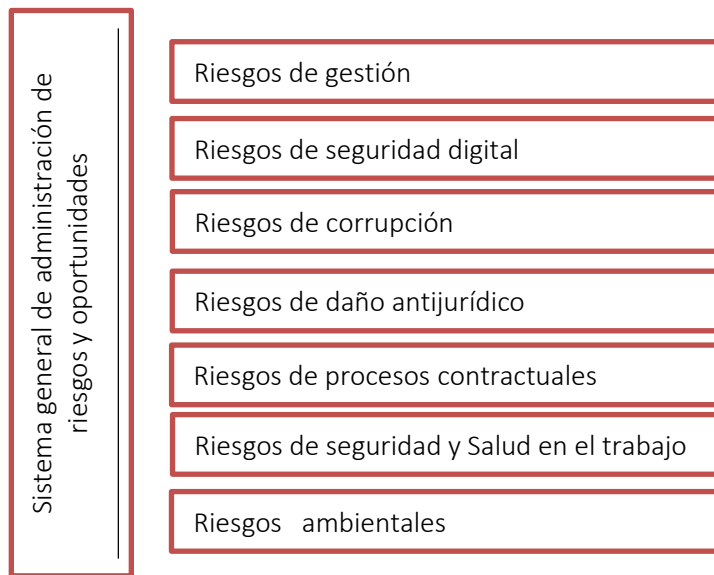 Sistema general de administración de
riesgos y oportunidades
Riesgos de gestión
Riesgos de seguridad digital
Riesgos de corrupción
Riesgos de daño antijurídico
Riesgos de procesos contractuales
Riesgos de seguridad y Salud en el trabajo
Riesgos ambientales